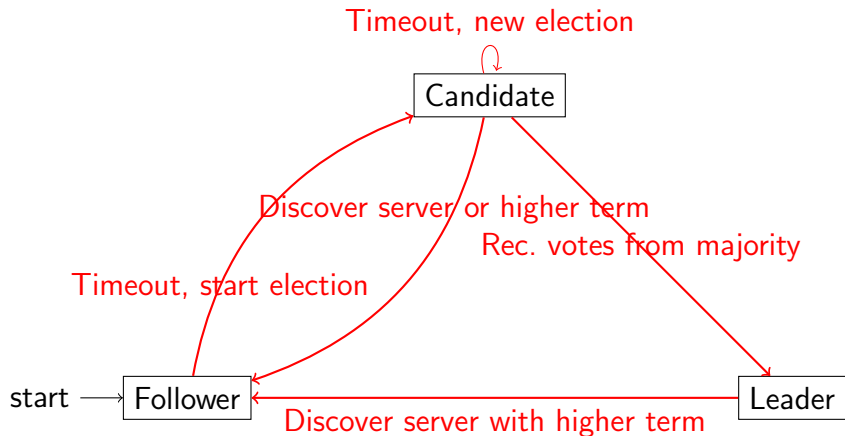 Timeout, new election
Candidate
Discover server or higher term
Rec. votes from majority
Timeout, start election
start
Follower
Leader
Discover server with higher term